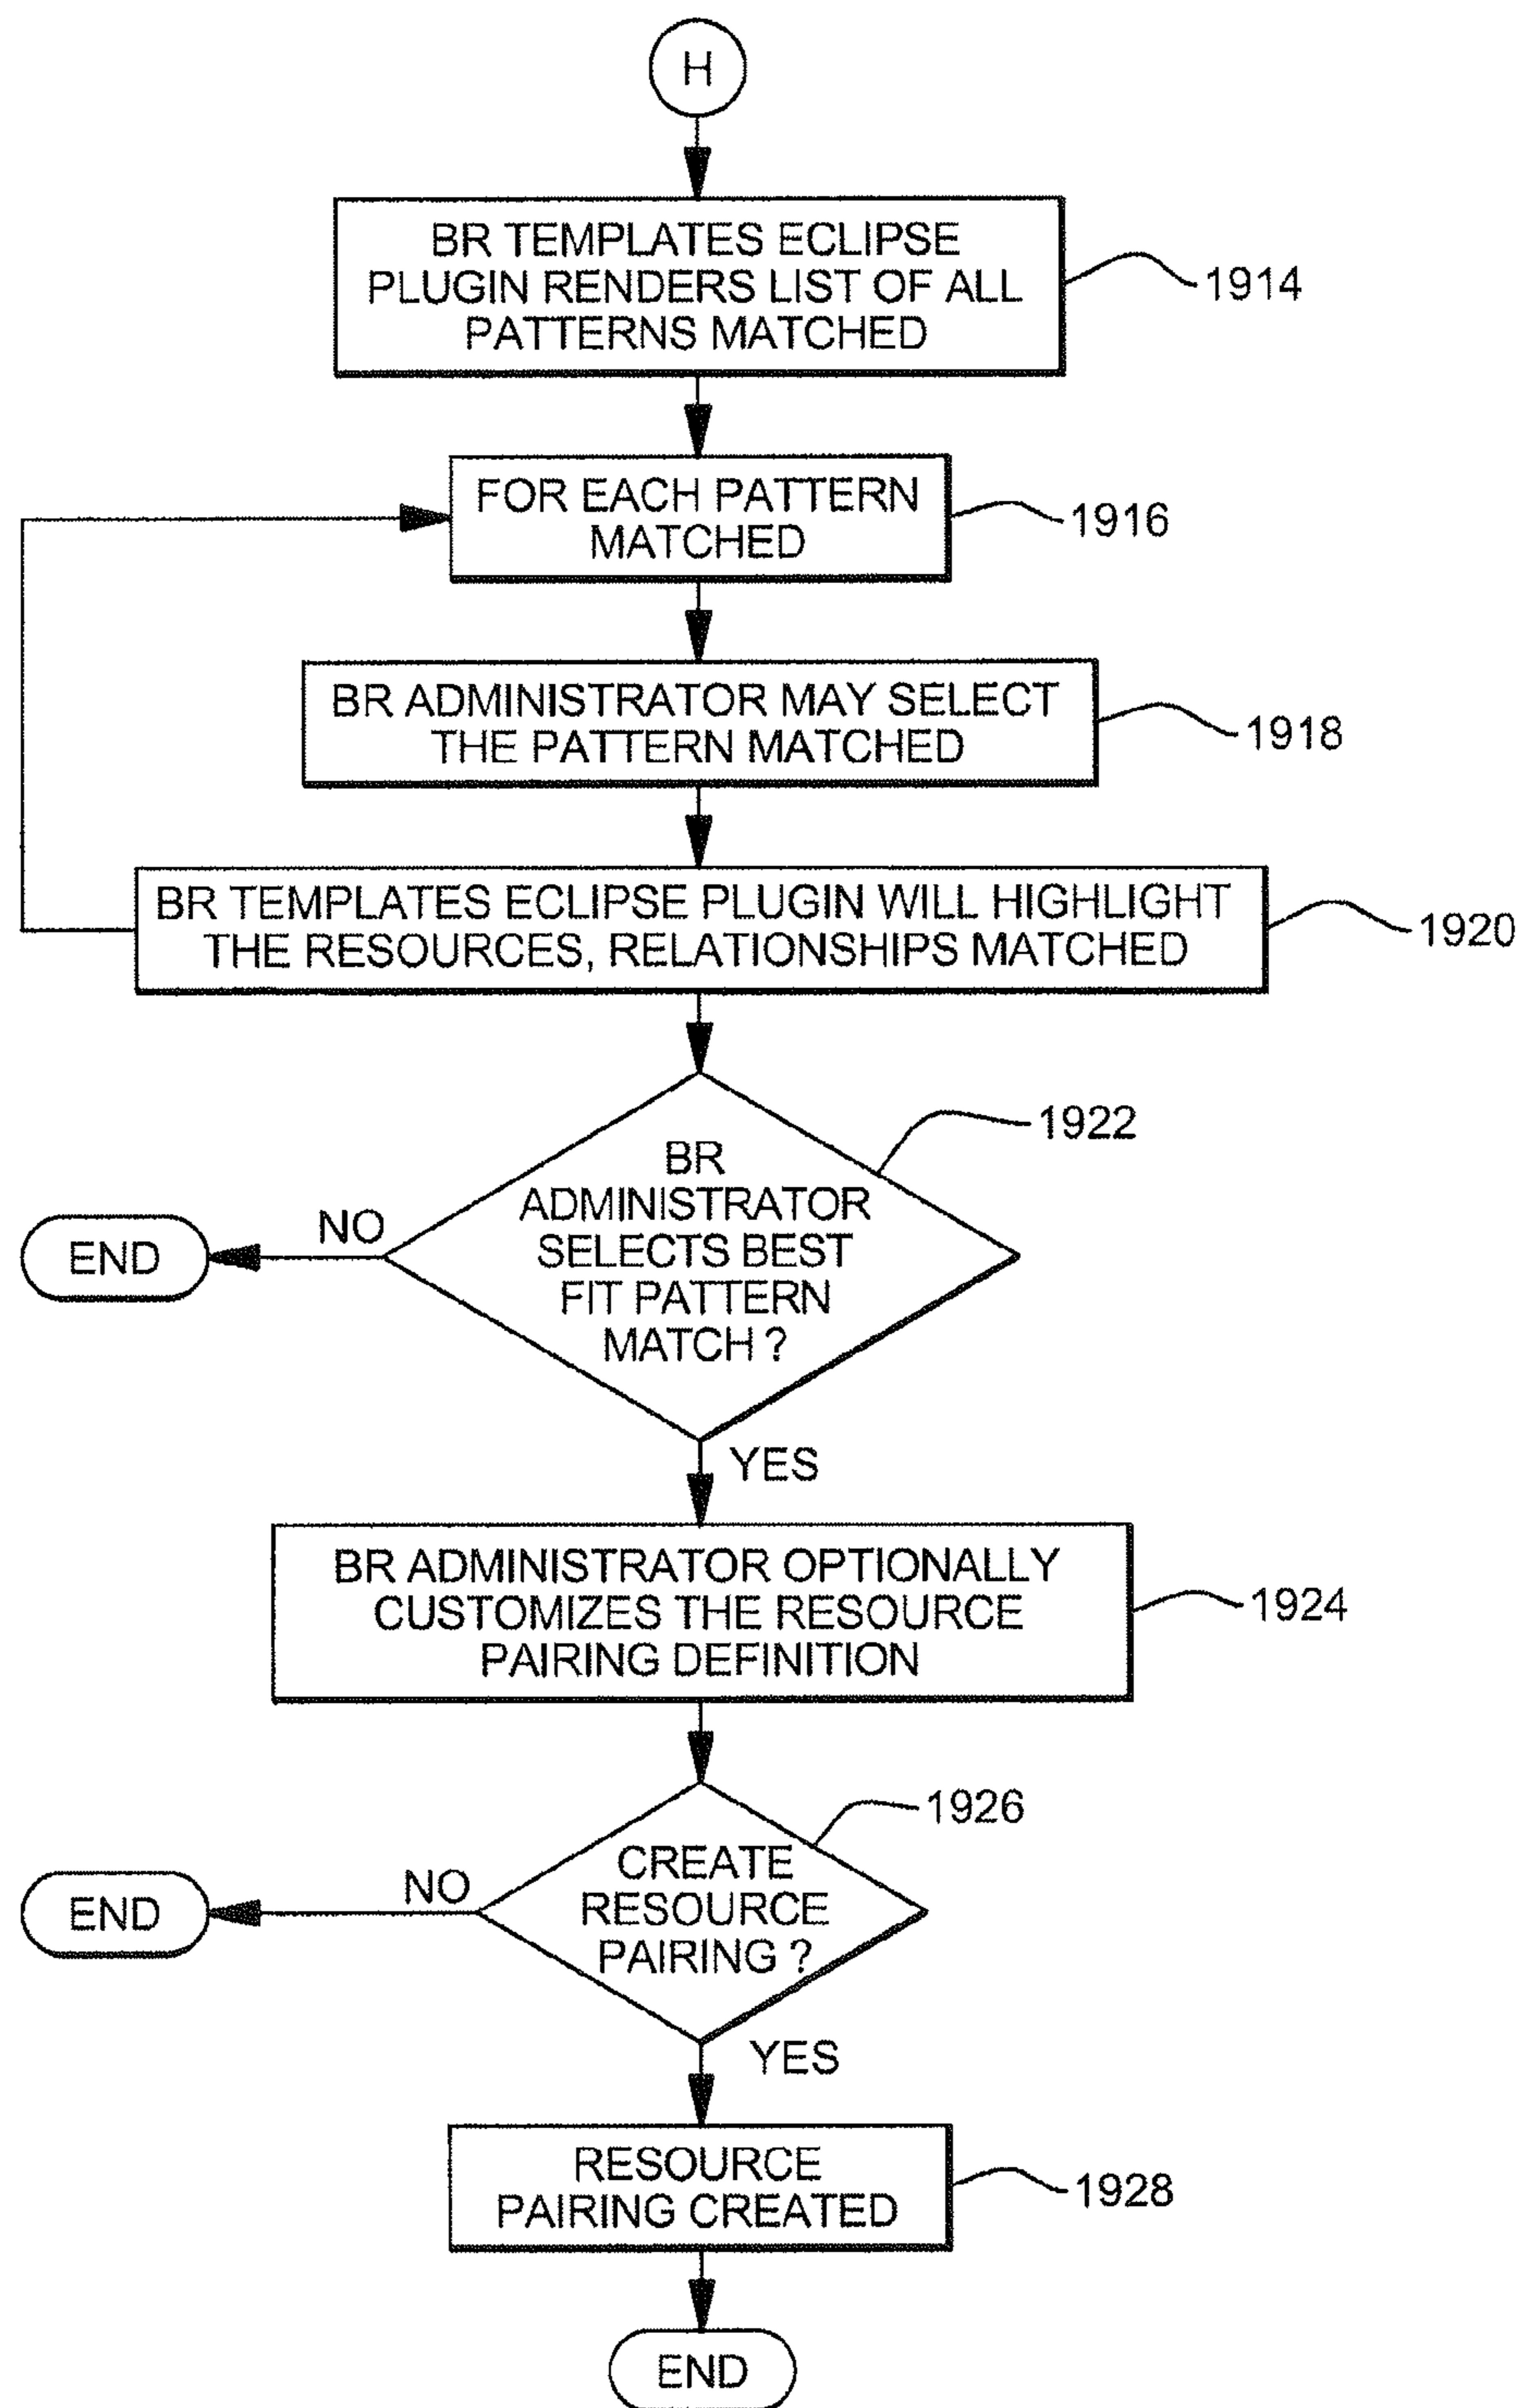 H
BR TEMPLATES ECLIPSE
PLUGIN RENDERS LIST OF ALL
PATTERNS MATCHED
1914
FOR EACH PATTERN
MATCHED
1916
BR ADMINISTRATOR MAY SELECT
THE PATTERN MATCHED
1918
BR TEMPLATES ECLIPSE PLUGIN WILL HIGHLIGHT
THE RESOURCES, RELATIONSHIPS MATCHED
1920
BR
ADMINISTRATOR
SELECTS BEST
FIT PATTERN
MATCH ?
1922
NO
END
YES
BR ADMINISTRATOR OPTIONALLY
CUSTOMIZES THE RESOURCE
PAIRING DEFINITION
1924
CREATE
RESOURCE
PAIRING ?
1926
NO
END
YES
RESOURCE
PAIRING CREATED
1928
END